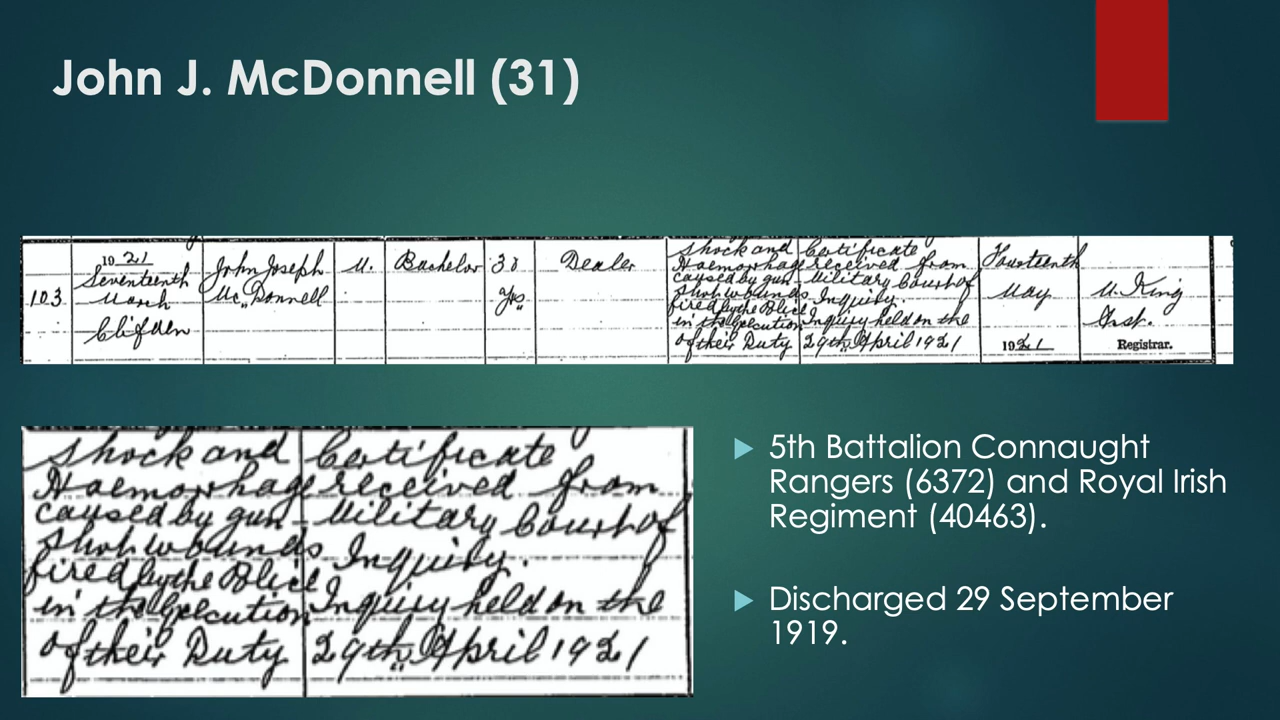 John J. McDonnell (31)
103
1921
Seventeenth
March
Clifden
John Joseph
Mc Donnell
M.
Bachelor
Yrs
Dealer
Shock and
Haemorrhage
caused by gun-
shot wounds
fired by the Police
in the Execution
of their Duty
Certificate
received from
Military Court of
Inquiry.
Inquiry held on the
29th April 1921
Fourteenth
May
1921
M. King
Registrar.
Shock and
Haemorrhage
caused by gun-
shot wounds
fired by the Police
in the Execution
of their Duty
Certificate
received from
Military Court of
Inquiry.
Inquiry held on the
29th April 1921
5th Battalion Connaught
Rangers (6372) and Royal Irish
Regiment (40463).
Discharged 29 September
1919.